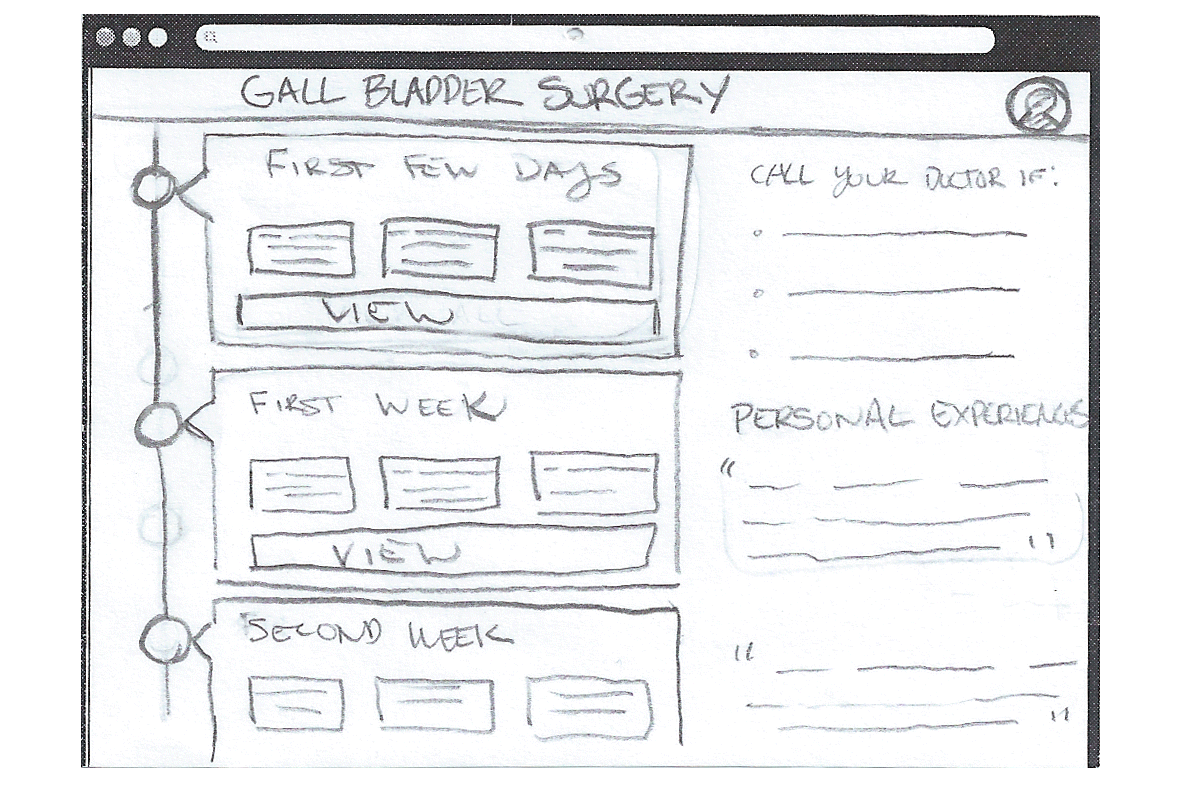 GALL BLADDER SURGERY
FIRST FEW DAYS
VIEW
FIRST WEEK
VIEW
SECOND WEEK
CALL YOUR DOCTOR IF:
PERSONAL EXPERIENCES